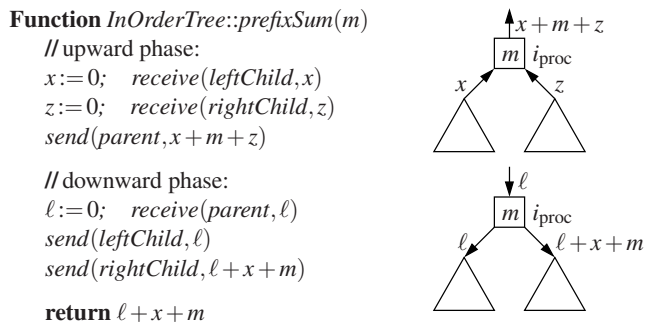 Function InOrderTree::prefixSum(m)
// upward phase:
x:=0; receive(leftChild,x)
z:=0; receive(rightChild,z)
send(parent,x+m+z)
// downward phase:
ℓ:=0; receive(parent,ℓ)
send(leftChild,ℓ)
send(rightChild,ℓ+x+m)
return ℓ+x+m
x+m+z
m iproc
x z
ℓ
m iproc
ℓ ℓ+x+m